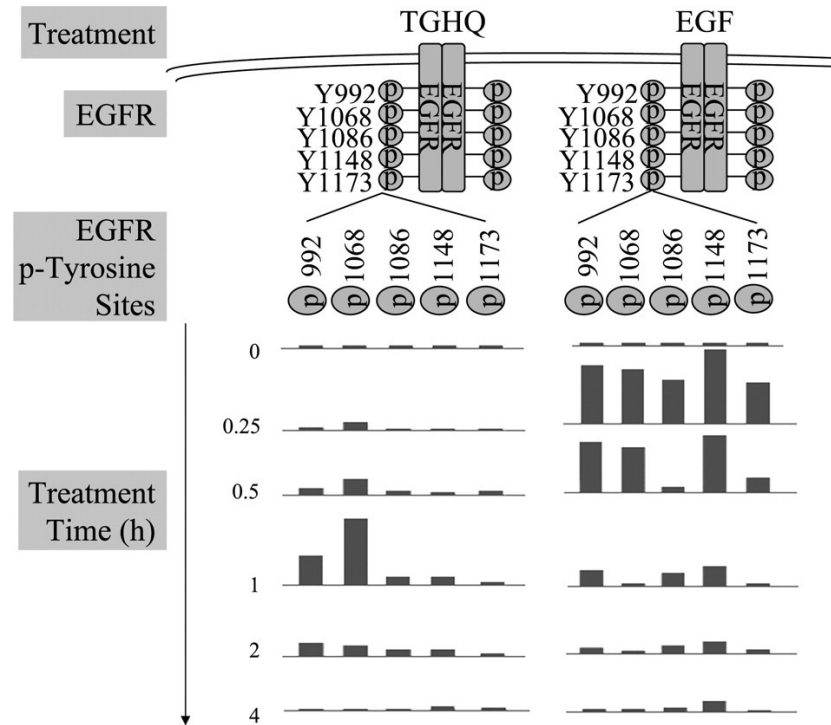 Treatment
TGHQ
EGF
EGFR
Y992
Y1068
Y1086
Y1148
Y1173
p
p
p
p
p
EGFR
EGFR
p
p
p
p
p
Y992
Y1068
Y1086
Y1148
Y1173
p
p
p
p
p
EGFR
EGFR
p
p
p
p
p
EGFR
p-Tyrosine
Sites
992
1068
1086
1148
1173
p
p
p
p
p
992
1068
1086
1148
1173
p
p
p
p
p
Treatment
Time (h)
0
0.25
0.5
1
2
4